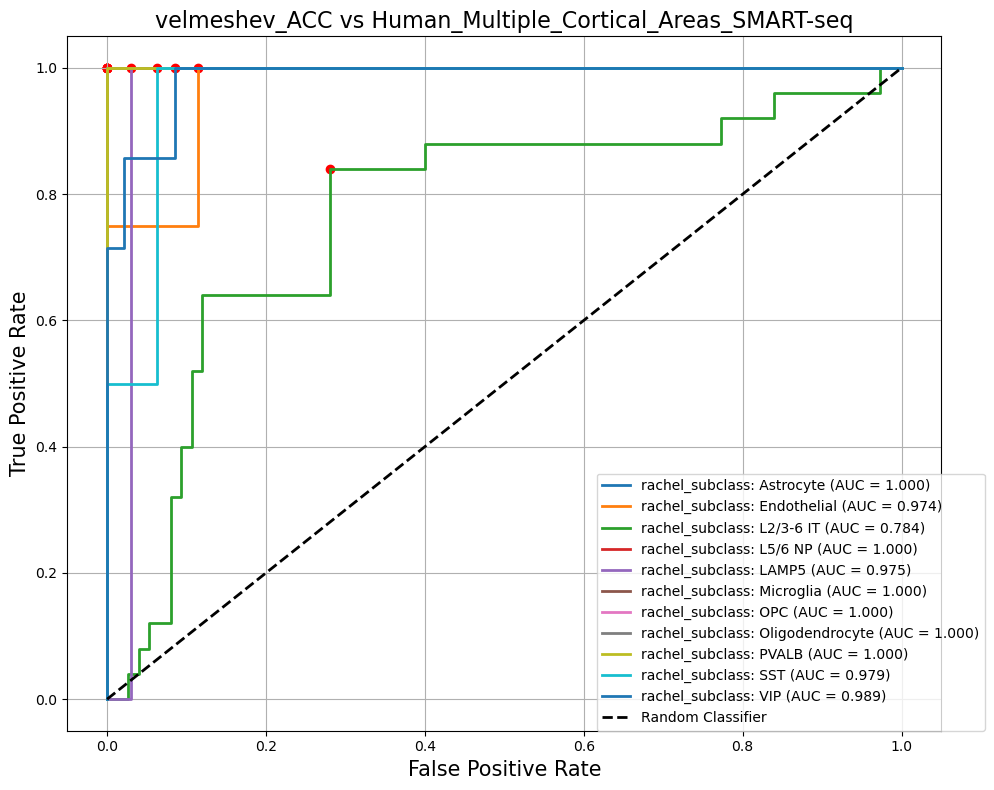 velmeshev_ACC vs Human_Multiple_Cortical_Areas_SMART-seq
True Positive Rate
1.0
0.8
0.6
0.4
0.2
0.0
rachel_subclass: Astrocyte (AUC = 1.000)
rachel_subclass: Endothelial (AUC = 0.974)
rachel_subclass: L2/3-6 IT (AUC = 0.784)
rachel_subclass: L5/6 NP (AUC = 1.000)
rachel_subclass: LAMP5 (AUC = 0.975)
rachel_subclass: Microglia (AUC = 1.000)
rachel_subclass: OPC (AUC = 1.000)
rachel_subclass: Oligodendrocyte (AUC = 1.000)
rachel_subclass: PVALB (AUC = 1.000)
rachel_subclass: SST (AUC = 0.979)
rachel_subclass: VIP (AUC = 0.989)
Random Classifier
0.0 0.2 0.4 0.6 0.8 1.0
False Positive Rate